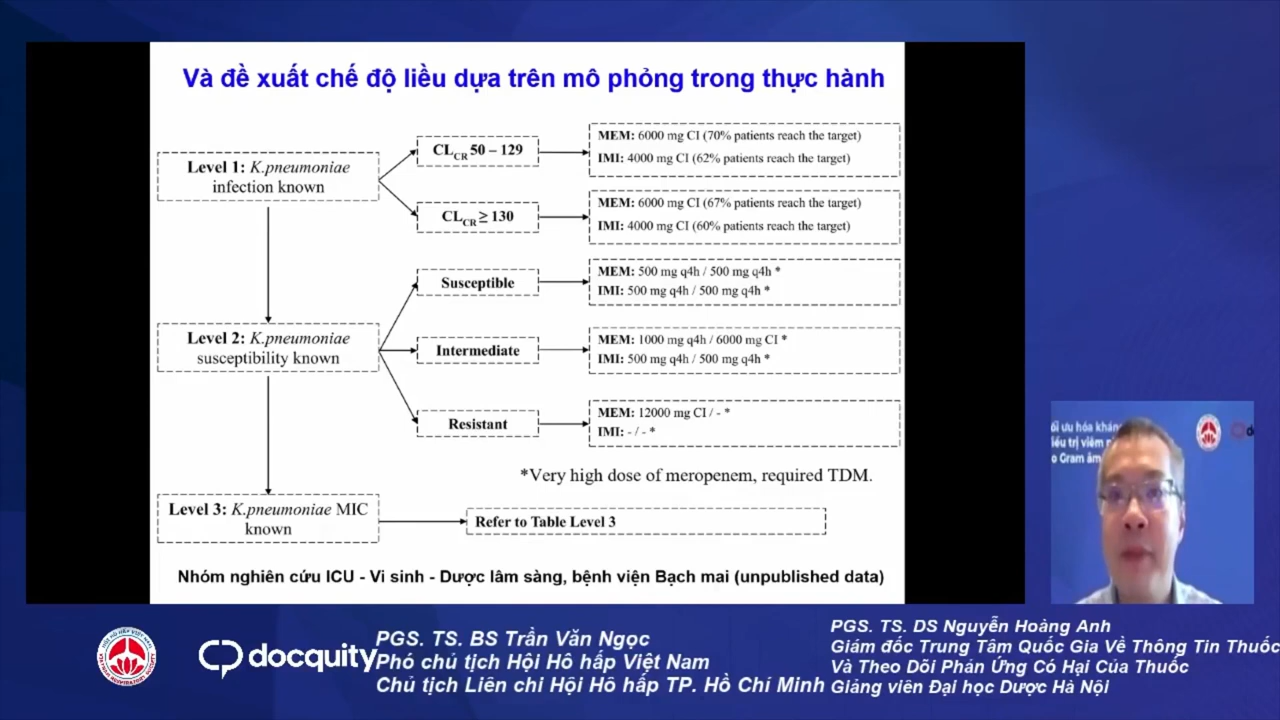 Và đề xuất chế độ liều dựa trên mô phỏng trong thực hành
Level 1: K.pneumoniae
infection known
CLCR 50 – 129
MEM: 6000 mg CI (70% patients reach the target)
IMI: 4000 mg CI (62% patients reach the target)
CLCR ≥ 130
MEM: 6000 mg CI (67% patients reach the target)
IMI: 4000 mg CI (60% patients reach the target)
Level 2: K.pneumoniae
susceptibility known
Susceptible
MEM: 500 mg q4h / 500 mg q4h *
IMI: 500 mg q4h / 500 mg q4h *
Intermediate
MEM: 1000 mg q4h / 6000 mg CI *
IMI: 500 mg q4h / 500 mg q4h *
Resistant
MEM: 12000 mg CI / - *
IMI: - / - *
*Very high dose of meropenem, required TDM.
Level 3: K.pneumoniae MIC
known
Refer to Table Level 3
Nhóm nghiên cứu ICU - Vi sinh - Dược lâm sàng, bệnh viện Bạch mai (unpublished data)
ối ưu hóa khá
iều trị viêm
o Gram âm
docquity
PGS. TS. BS Trần Văn Ngọc
Phó chủ tịch Hội Hô hấp Việt Nam
Chủ tịch Liên chi Hội Hô hấp TP. Hồ Chí Minh
PGS. TS. DS Nguyễn Hoàng Anh
Giám đốc Trung Tâm Quốc Gia Về Thông Tin Thuốc
Và Theo Dõi Phản Ứng Có Hại Của Thuốc
Giảng viên Đại học Dược Hà Nội